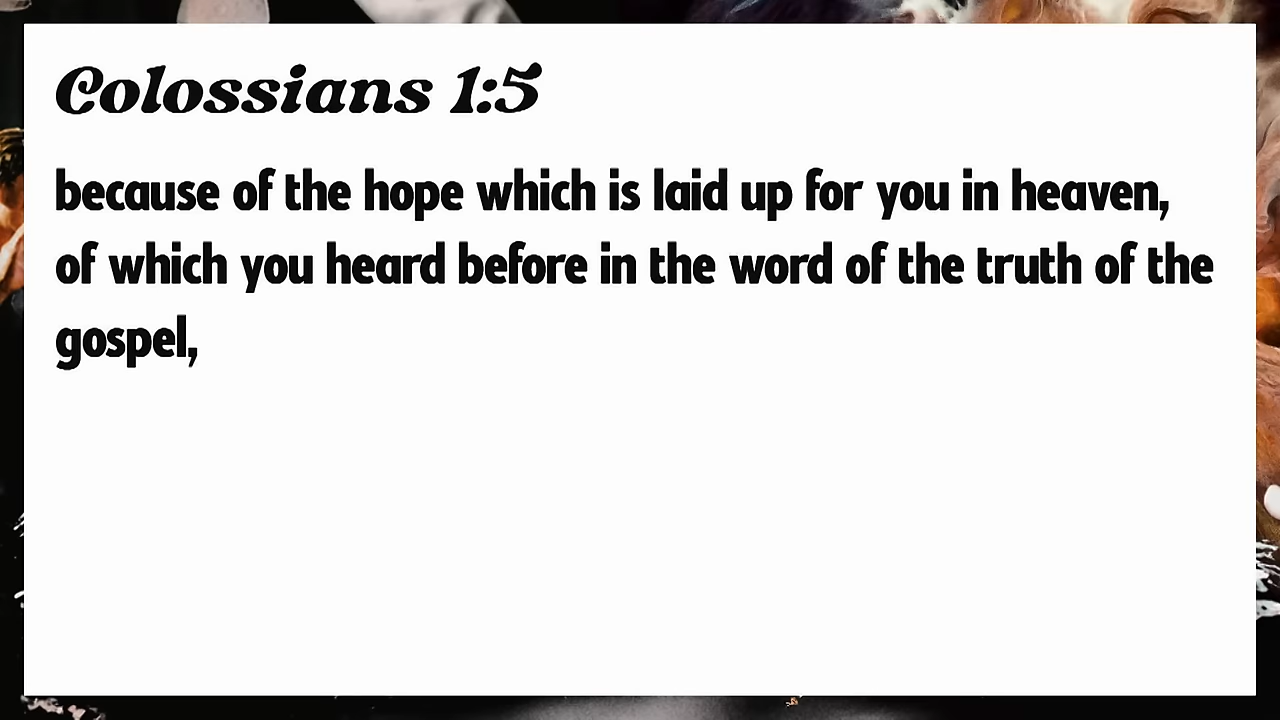 Colossians 1:5
because of the hope which is laid up for you in heaven,
of which you heard before in the word of the truth of the
gospel,